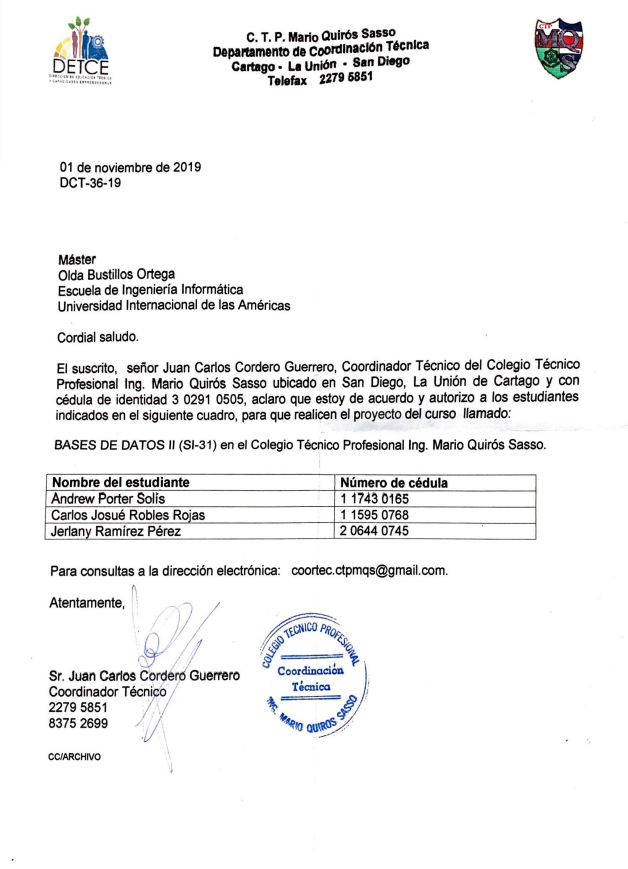 DETCE
DIRECCIÓN DE EDUCACIÓN TÉCNICA
Y CAPACIDADES EMPRENDEDORAS
C. T. P. Mario Quirós Sasso
Departamento de Coordinación Técnica
Cartago - La Unión - San Diego
Telefax 2279 5851
CTP
MQS
01 de noviembre de 2019
DCT-36-19
Máster
Olda Bustillos Ortega
Escuela de Ingeniería Informática
Universidad Internacional de las Américas
Cordial saludo.
El suscrito, señor Juan Carlos Cordero Guerrero, Coordinador Técnico del Colegio Técnico
Profesional Ing. Mario Quirós Sasso ubicado en San Diego, La Unión de Cartago y con
cédula de identidad 3 0291 0505, aclaro que estoy de acuerdo y autorizo a los estudiantes
indicados en el siguiente cuadro, para que realicen el proyecto del curso llamado:
BASES DE DATOS II (SI-31) en el Colegio Técnico Profesional Ing. Mario Quirós Sasso.
Nombre del estudiante Número de cédula
Andrew Porter Solís 1 1743 0165
Carlos Josué Robles Rojas 1 1595 0768
Jerlany Ramírez Pérez 2 0644 0745
Para consultas a la dirección electrónica: coortec.ctpmqs@gmail.com.
Atentamente,
Sr. Juan Carlos Cordero Guerrero
Coordinador Técnico
2279 5851
8375 2699
COLEGIO TECNICO PROFESIONAL
Coordinación
Técnica
ING. MARIO QUIROS SASSO
CC/ARCHIVO